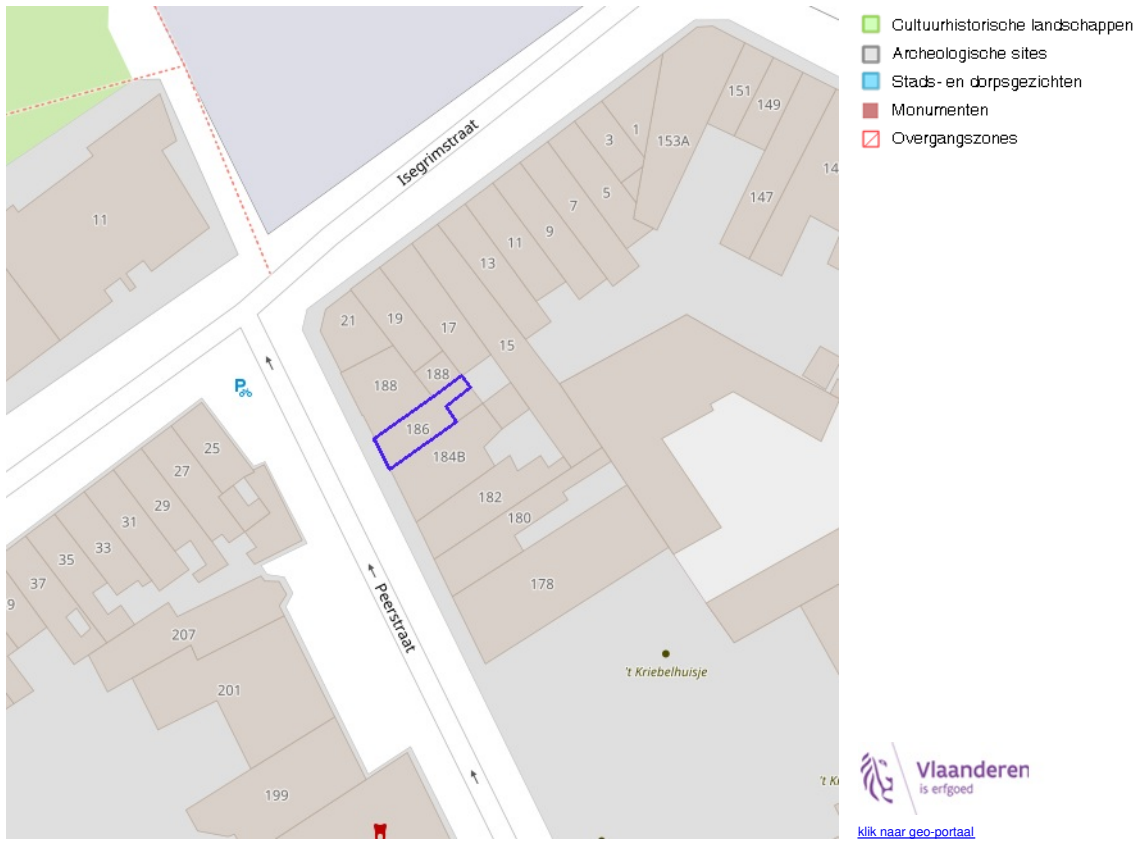 Cultuurhistorische landschappen
Archeologische sites
Stads- en dorpsgezichten
Monumenten
Overgangszones
Isegrimstraat
151
149
3
1
153A
14
147
5
7
9
11
11
13
21
19
17
15
188
188
P
186
184B
25
27
29
31
33
35
37
9
182
180
178
Peerstraat
207
201
199
't Kriebelhuisje
't K
Vlaanderen
is erfgoed
klik naar geo-portaal